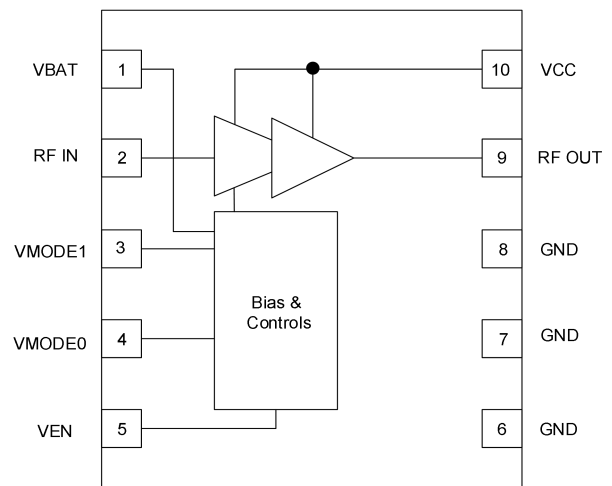 VBAT 1 10 VCC
RF IN 2 9 RF OUT
VMODE1 3 8 GND
Bias &
Controls
VMODE0 4 7 GND
VEN 5 6 GND